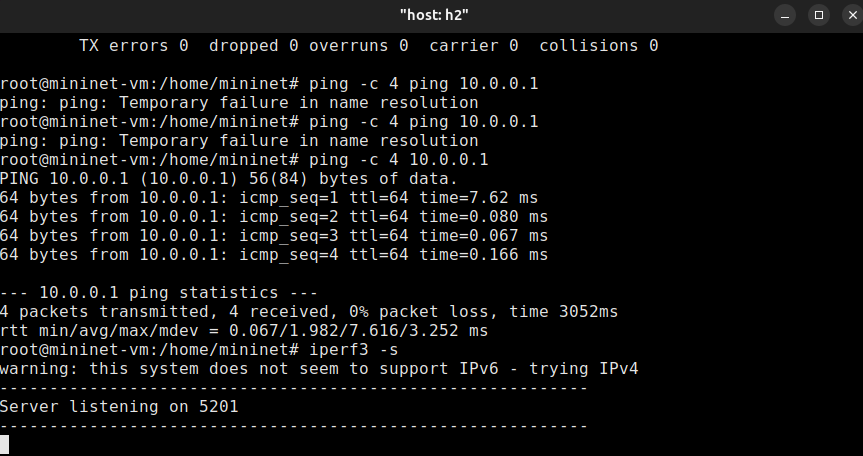 "host: h2"
TX errors 0  dropped 0 overruns 0  carrier 0  collisions 0
root@mininet-vm:/home/mininet# ping -c 4 ping 10.0.0.1
ping: ping: Temporary failure in name resolution
root@mininet-vm:/home/mininet# ping -c 4 ping 10.0.0.1
ping: ping: Temporary failure in name resolution
root@mininet-vm:/home/mininet# ping -c 4 10.0.0.1
PING 10.0.0.1 (10.0.0.1) 56(84) bytes of data.
64 bytes from 10.0.0.1: icmp_seq=1 ttl=64 time=7.62 ms
64 bytes from 10.0.0.1: icmp_seq=2 ttl=64 time=0.080 ms
64 bytes from 10.0.0.1: icmp_seq=3 ttl=64 time=0.067 ms
64 bytes from 10.0.0.1: icmp_seq=4 ttl=64 time=0.166 ms
--- 10.0.0.1 ping statistics ---
4 packets transmitted, 4 received, 0% packet loss, time 3052ms
rtt min/avg/max/mdev = 0.067/1.982/7.616/3.252 ms
root@mininet-vm:/home/mininet# iperf3 -s
warning: this system does not seem to support IPv6 - trying IPv4
-----------------------------------------------------------
Server listening on 5201
-----------------------------------------------------------